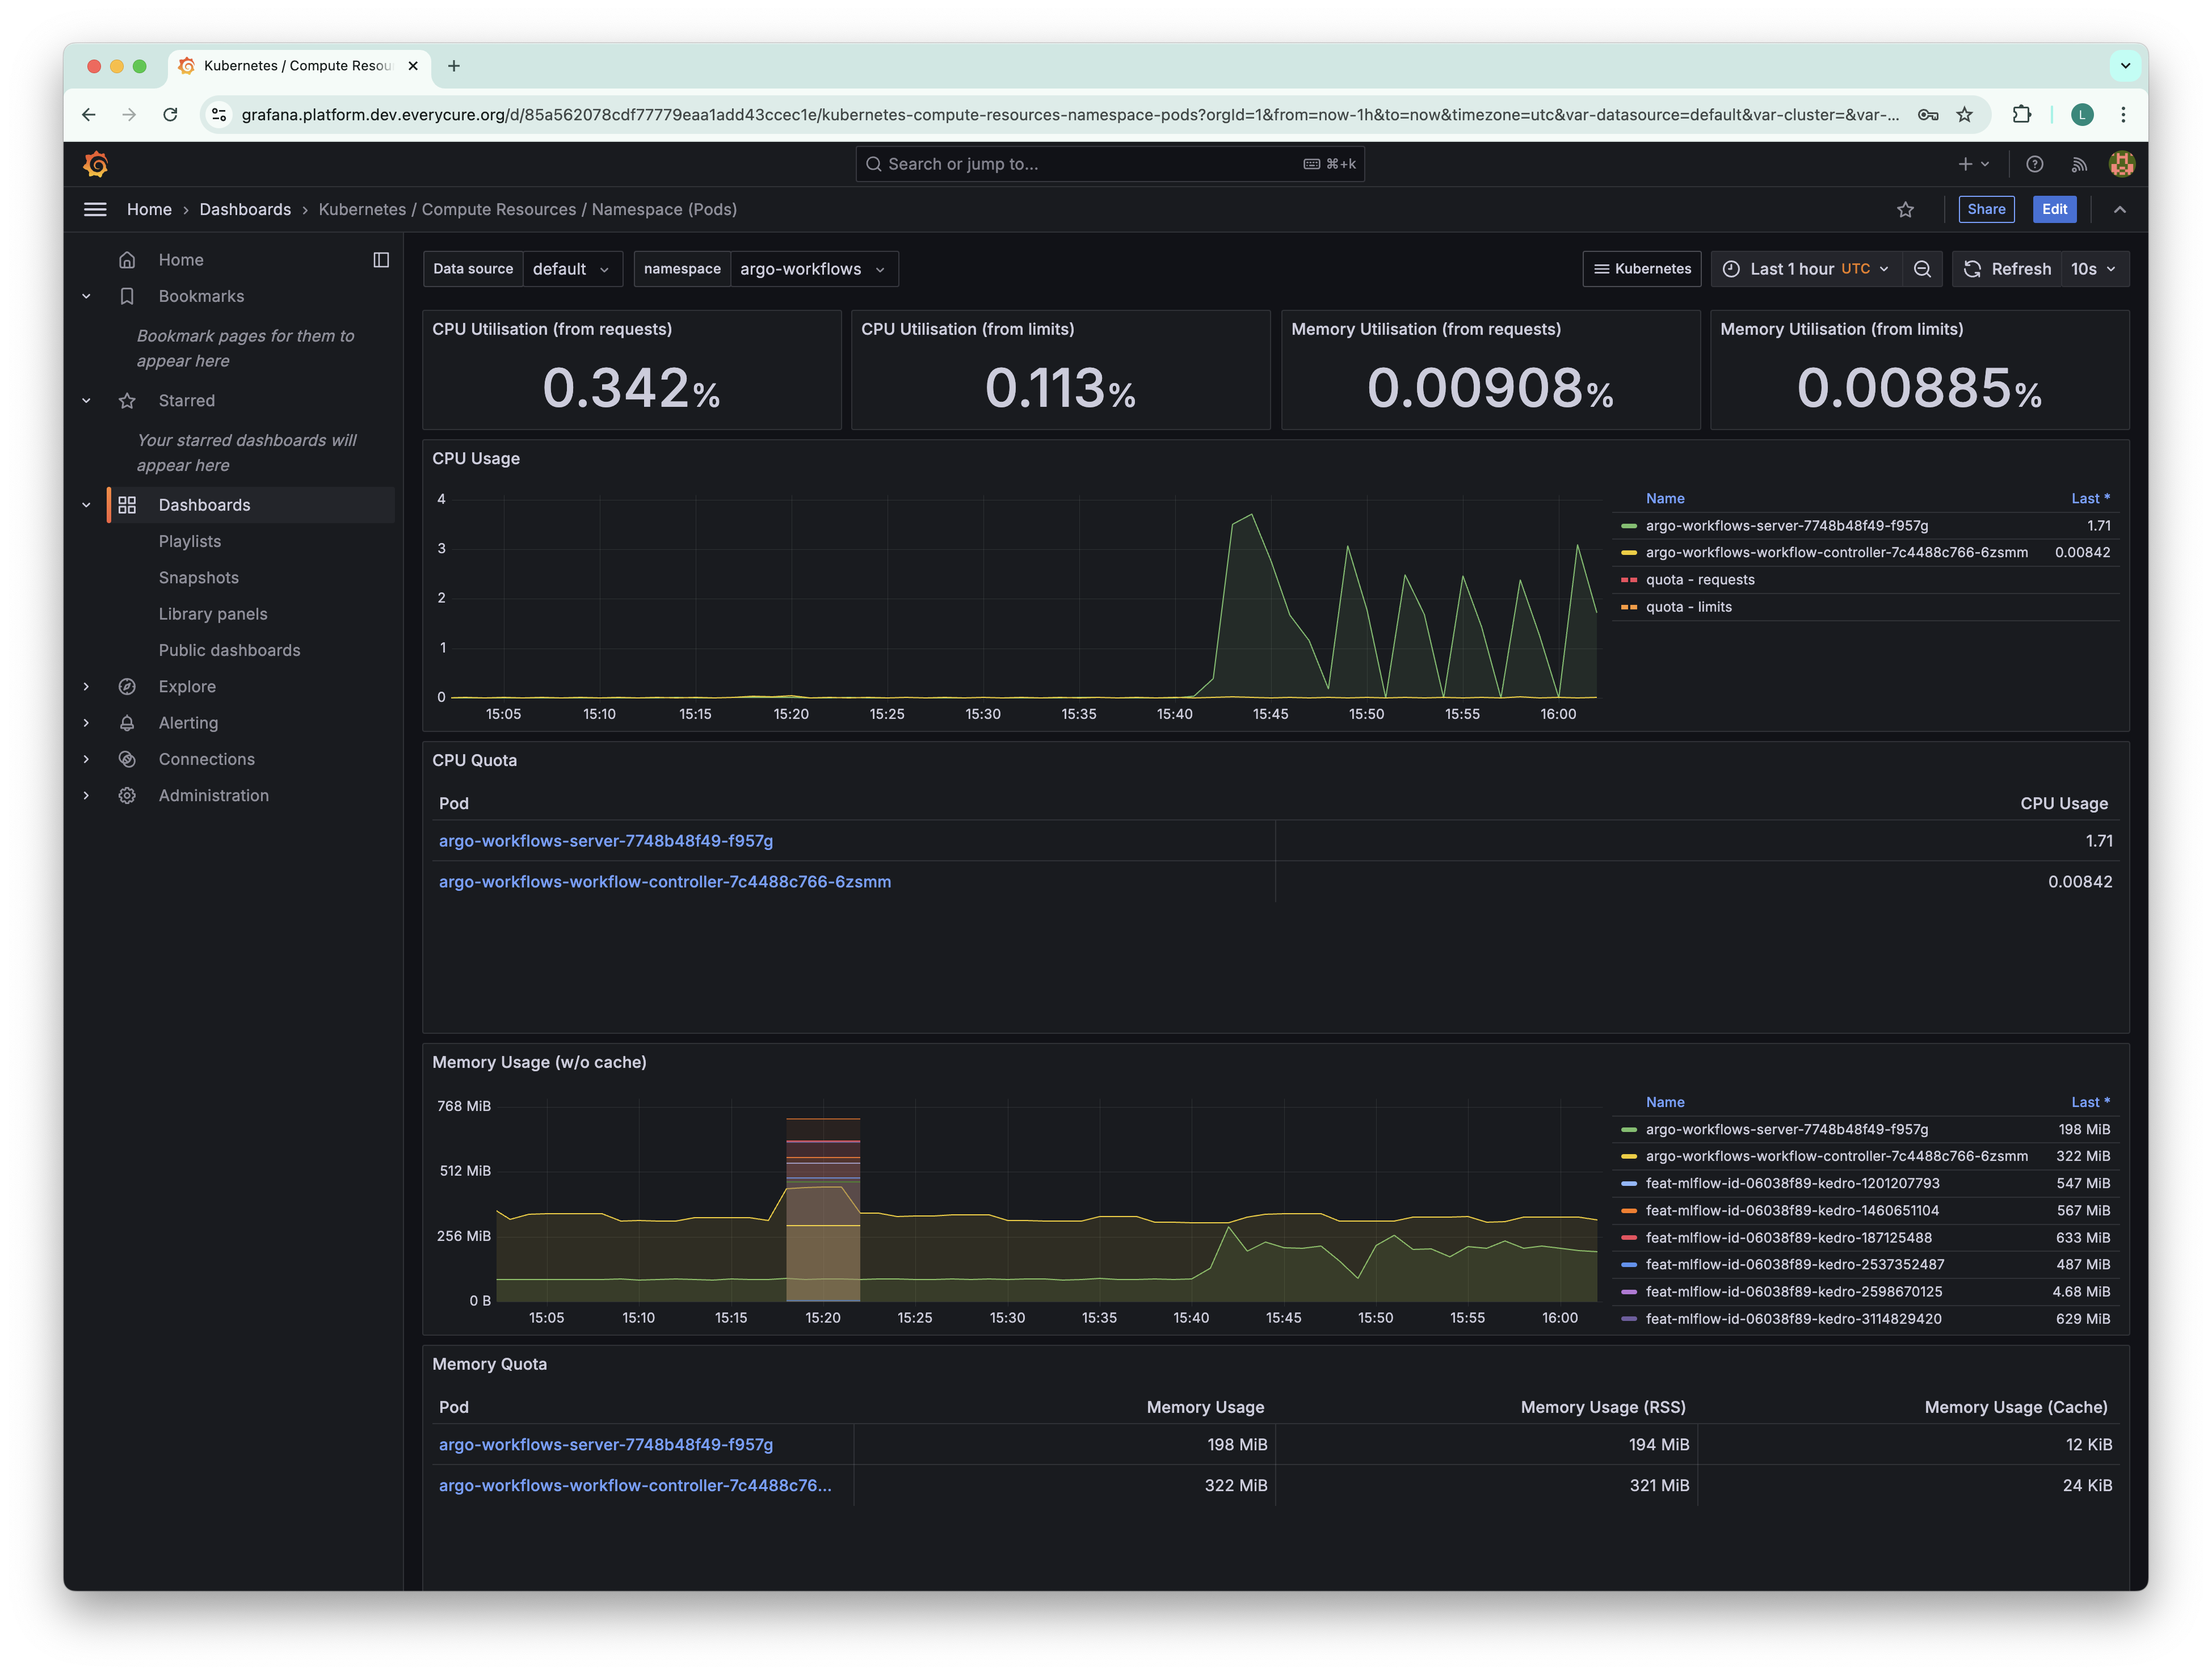 Kubernetes / Compute Resou
grafana.platform.dev.everycure.org/d/85a562078cdf77779eaa1add43ccec1e/kubernetes-compute-resources-namespace-pods?orgId=1&from=now-1h&to=now&timezone=utc&var-datasource=default&var-cluster=&var-...
L
Search or jump to...
⌘+k
Home › Dashboards › Kubernetes / Compute Resources / Namespace (Pods)
Share
Edit
Home
Bookmarks
Bookmark pages for them to
appear here
Starred
Your starred dashboards will
appear here
Dashboards
Playlists
Snapshots
Library panels
Public dashboards
Explore
Alerting
Connections
Administration
Data source default
namespace argo-workflows
Kubernetes
Last 1 hour UTC
Refresh 10s
CPU Utilisation (from requests)
0.342%
CPU Utilisation (from limits)
0.113%
Memory Utilisation (from requests)
0.00908%
Memory Utilisation (from limits)
0.00885%
CPU Usage
4
3
2
1
0
15:05 15:10 15:15 15:20 15:25 15:30 15:35 15:40 15:45 15:50 15:55 16:00
Name Last *
argo-workflows-server-7748b48f49-f957g 1.71
argo-workflows-workflow-controller-7c4488c766-6zsmm 0.00842
quota - requests
quota - limits
CPU Quota
Pod CPU Usage
argo-workflows-server-7748b48f49-f957g 1.71
argo-workflows-workflow-controller-7c4488c766-6zsmm 0.00842
Memory Usage (w/o cache)
768 MiB
512 MiB
256 MiB
0 B
15:05 15:10 15:15 15:20 15:25 15:30 15:35 15:40 15:45 15:50 15:55 16:00
Name Last *
argo-workflows-server-7748b48f49-f957g 198 MiB
argo-workflows-workflow-controller-7c4488c766-6zsmm 322 MiB
feat-mlflow-id-06038f89-kedro-1201207793 547 MiB
feat-mlflow-id-06038f89-kedro-1460651104 567 MiB
feat-mlflow-id-06038f89-kedro-187125488 633 MiB
feat-mlflow-id-06038f89-kedro-2537352487 487 MiB
feat-mlflow-id-06038f89-kedro-2598670125 4.68 MiB
feat-mlflow-id-06038f89-kedro-3114829420 629 MiB
Memory Quota
Pod Memory Usage Memory Usage (RSS) Memory Usage (Cache)
argo-workflows-server-7748b48f49-f957g 198 MiB 194 MiB 12 KiB
argo-workflows-workflow-controller-7c4488c76... 322 MiB 321 MiB 24 KiB